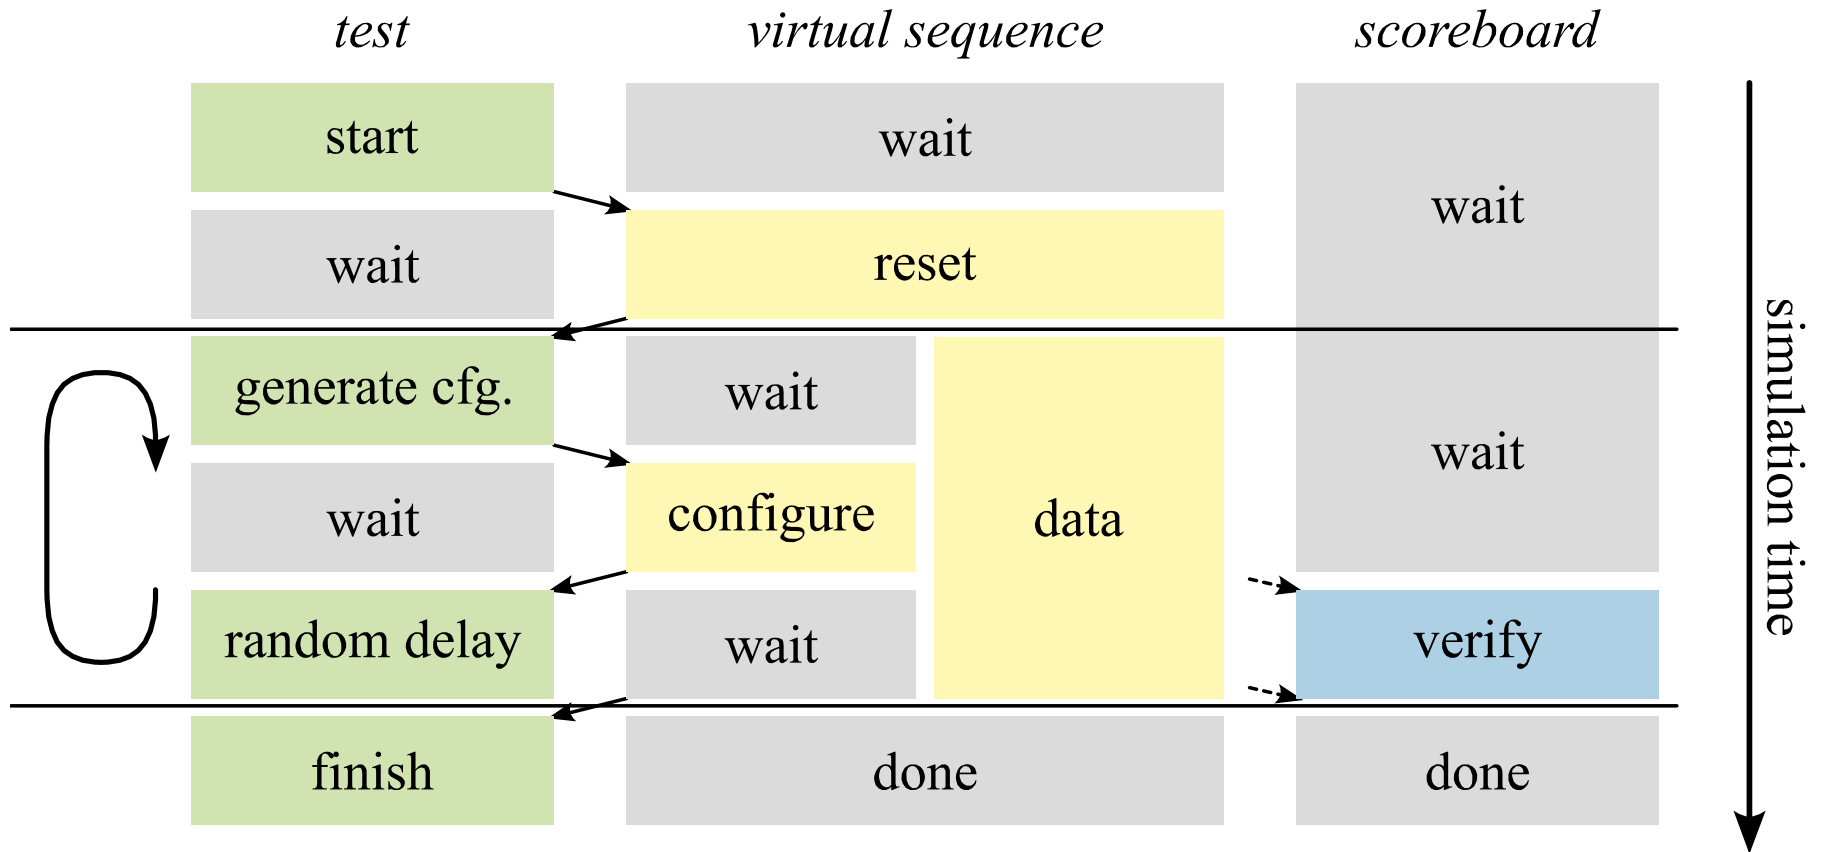 test virtual sequence scoreboard
start wait wait
wait reset
generate cfg. wait data wait
wait configure
random delay wait verify
finish done done
simulation time